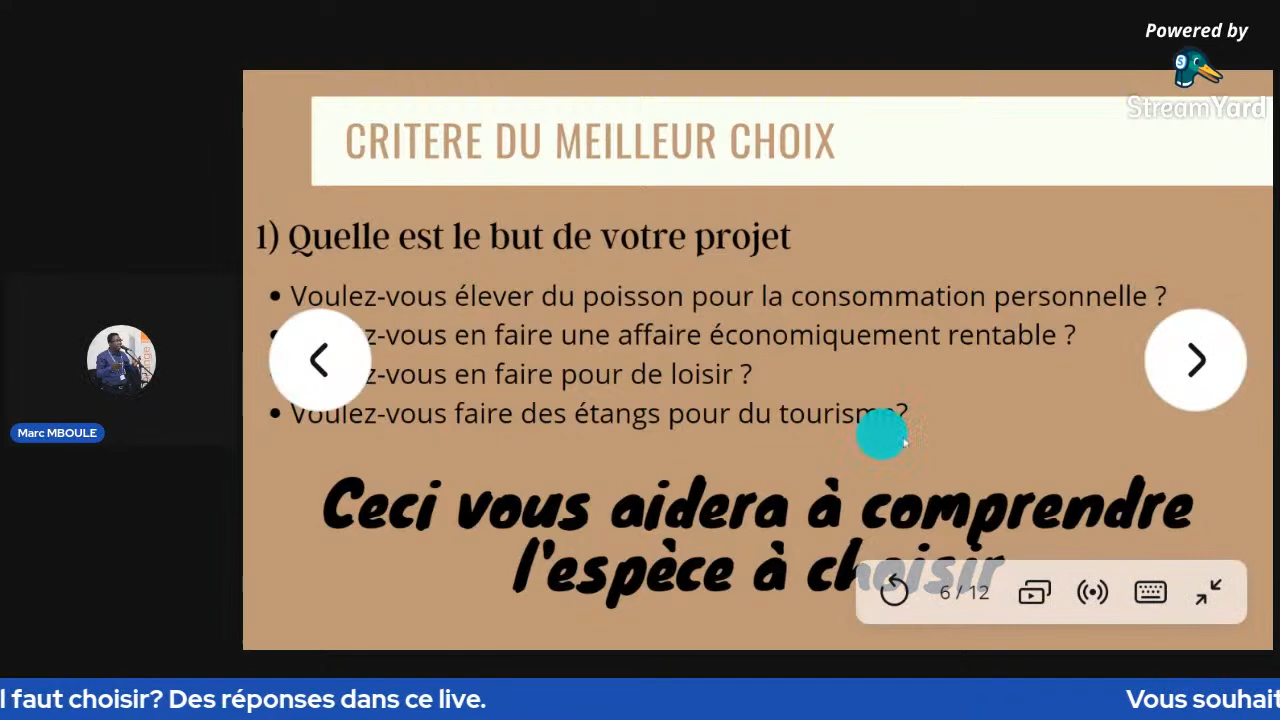 Powered by
StreamYard
CRITERE DU MEILLEUR CHOIX
1) Quelle est le but de votre projet
Voulez-vous élever du poisson pour la consommation personnelle ?
z-vous en faire une affaire économiquement rentable ?
z-vous en faire pour de loisir ?
Voulez-vous faire des étangs pour du tourisme?
Marc MBOULE
Ceci vous aidera à comprendre
l'espèce à choisir
6 / 12
l faut choisir? Des réponses dans ce live.
Vous souhait